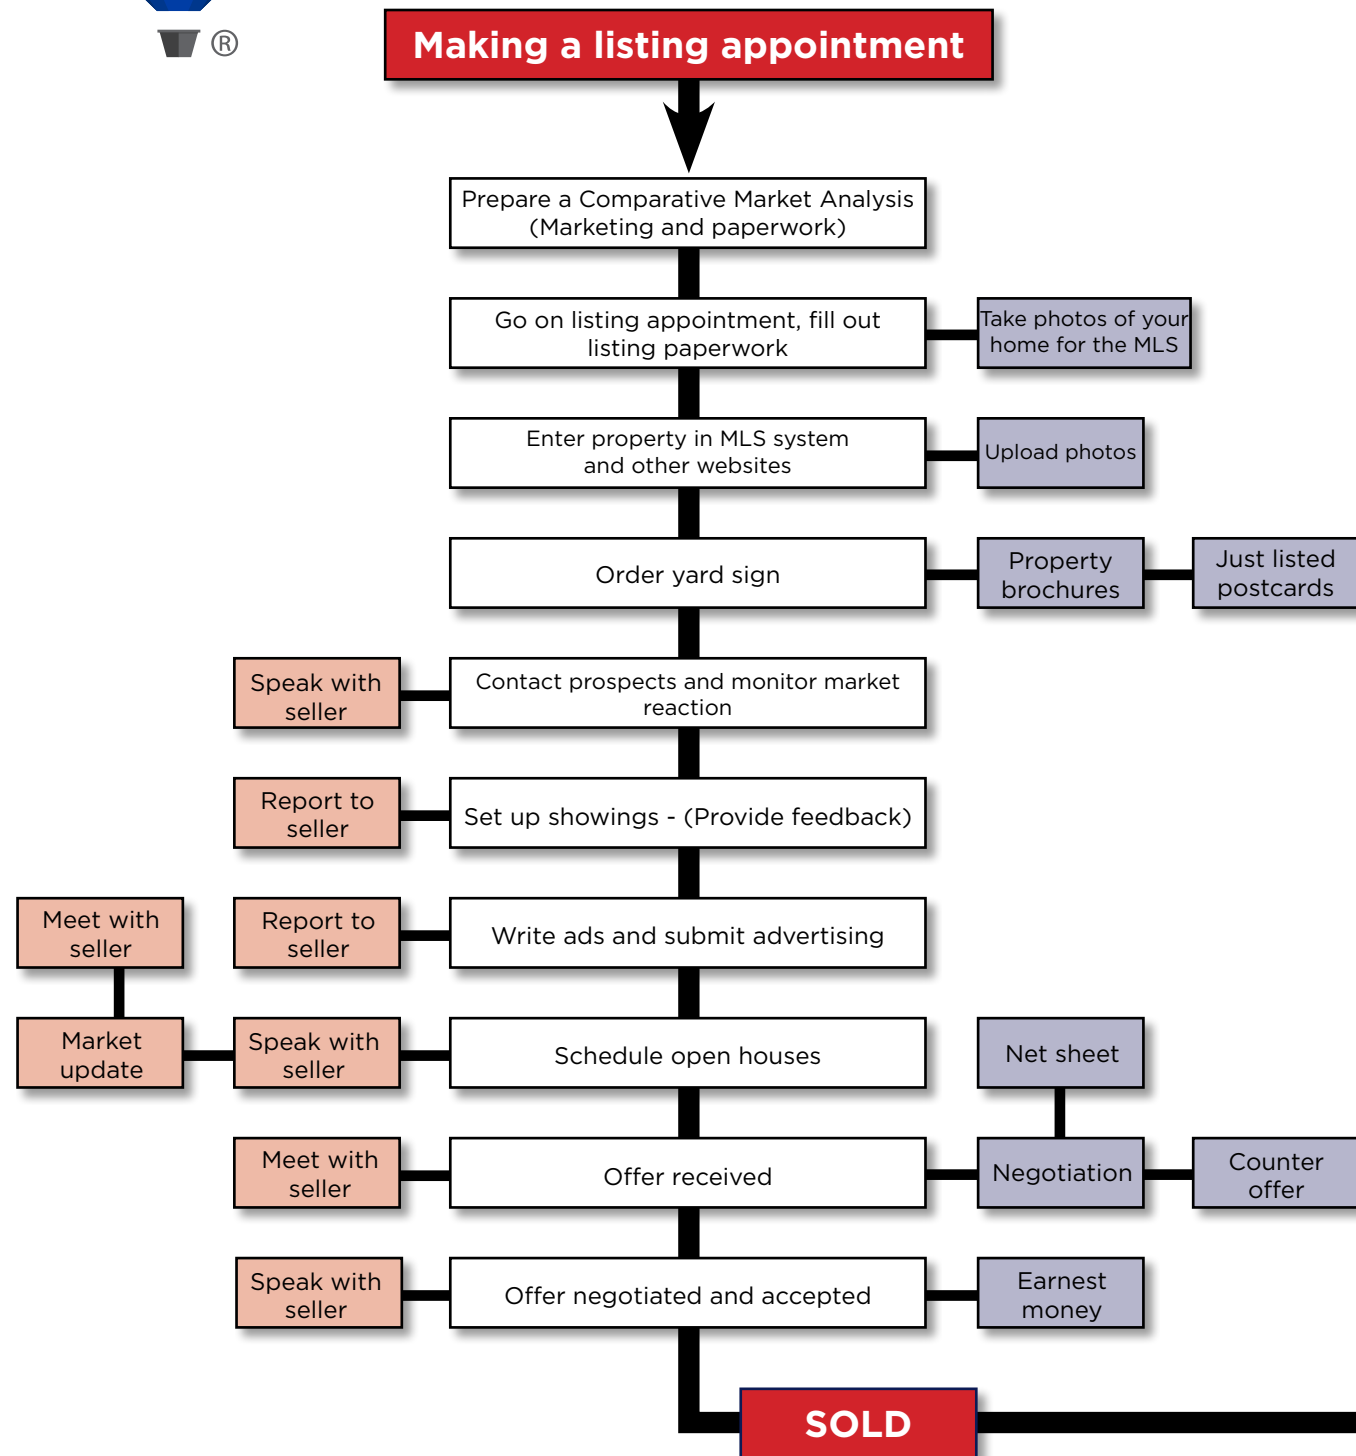 ®
Making a listing appointment
Prepare a Comparative Market Analysis
(Marketing and paperwork)
Go on listing appointment, fill out
listing paperwork
Take photos of your
home for the MLS
Enter property in MLS system
and other websites
Upload photos
Order yard sign
Property
brochures
Just listed
postcards
Speak with
seller
Contact prospects and monitor market
reaction
Report to
seller
Set up showings - (Provide feedback)
Meet with
seller
Report to
seller
Write ads and submit advertising
Market
update
Speak with
seller
Schedule open houses
Net sheet
Meet with
seller
Offer received
Negotiation
Counter
offer
Speak with
seller
Offer negotiated and accepted
Earnest
money
SOLD